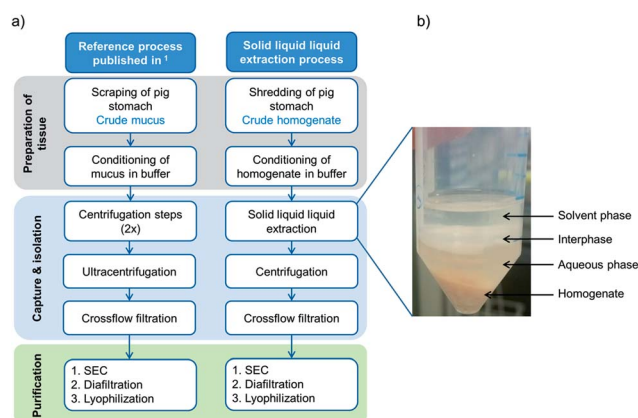 a)
b)
Reference process
published in 1
Solid liquid liquid
extraction process
Preparation of
tissue
Scraping of pig
stomach
Crude mucus
Shredding of pig
stomach
Crude homogenate
Conditioning of
mucus in buffer
Conditioning of
homogenate in buffer
Capture & isolation
Centrifugation steps
(2x)
Solid liquid liquid
extraction
Ultracentrifugation
Centrifugation
Crossflow filtration
Crossflow filtration
Purification
1. SEC
2. Diafiltration
3. Lyophilization
1. SEC
2. Diafiltration
3. Lyophilization
Solvent phase
Interphase
Aqueous phase
Homogenate